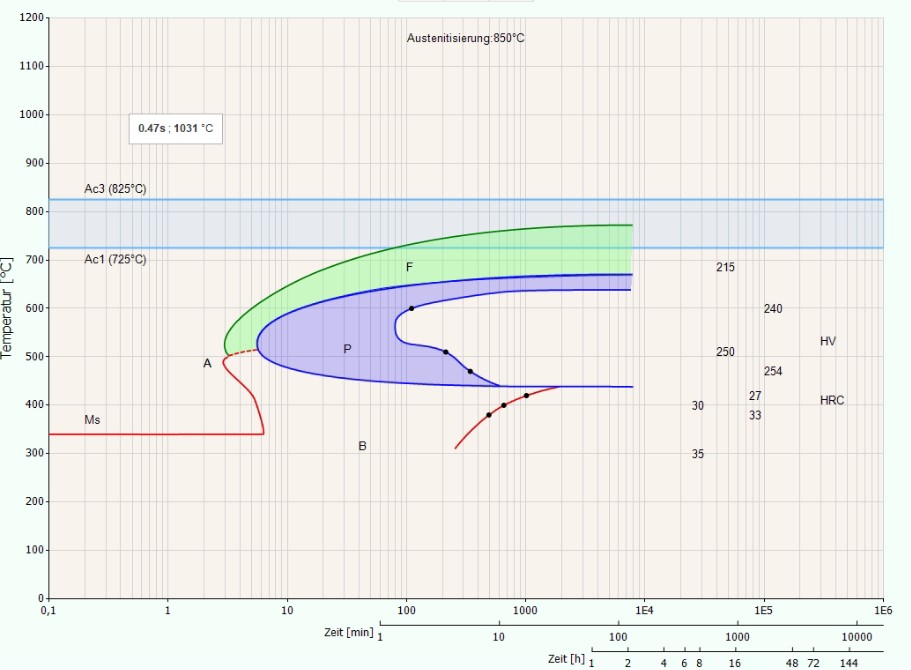 1200
Austenitisierung:850°C
1100
1000
0.47s ; 1031 °C
900
Ac3 (825°C)
800
Ac1 (725°C)
700
F
215
600
240
HV
P
500
A
250
254
27
HRC
400
30
33
Ms
B
300
35
200
100
0
Temperatur [°C]
0,1 1 10 100 1000 1E4 1E5 1E6
Zeit [min] 1 10 100 1000 10000
Zeit [h] 1 2 4 6 8 16 48 72 144